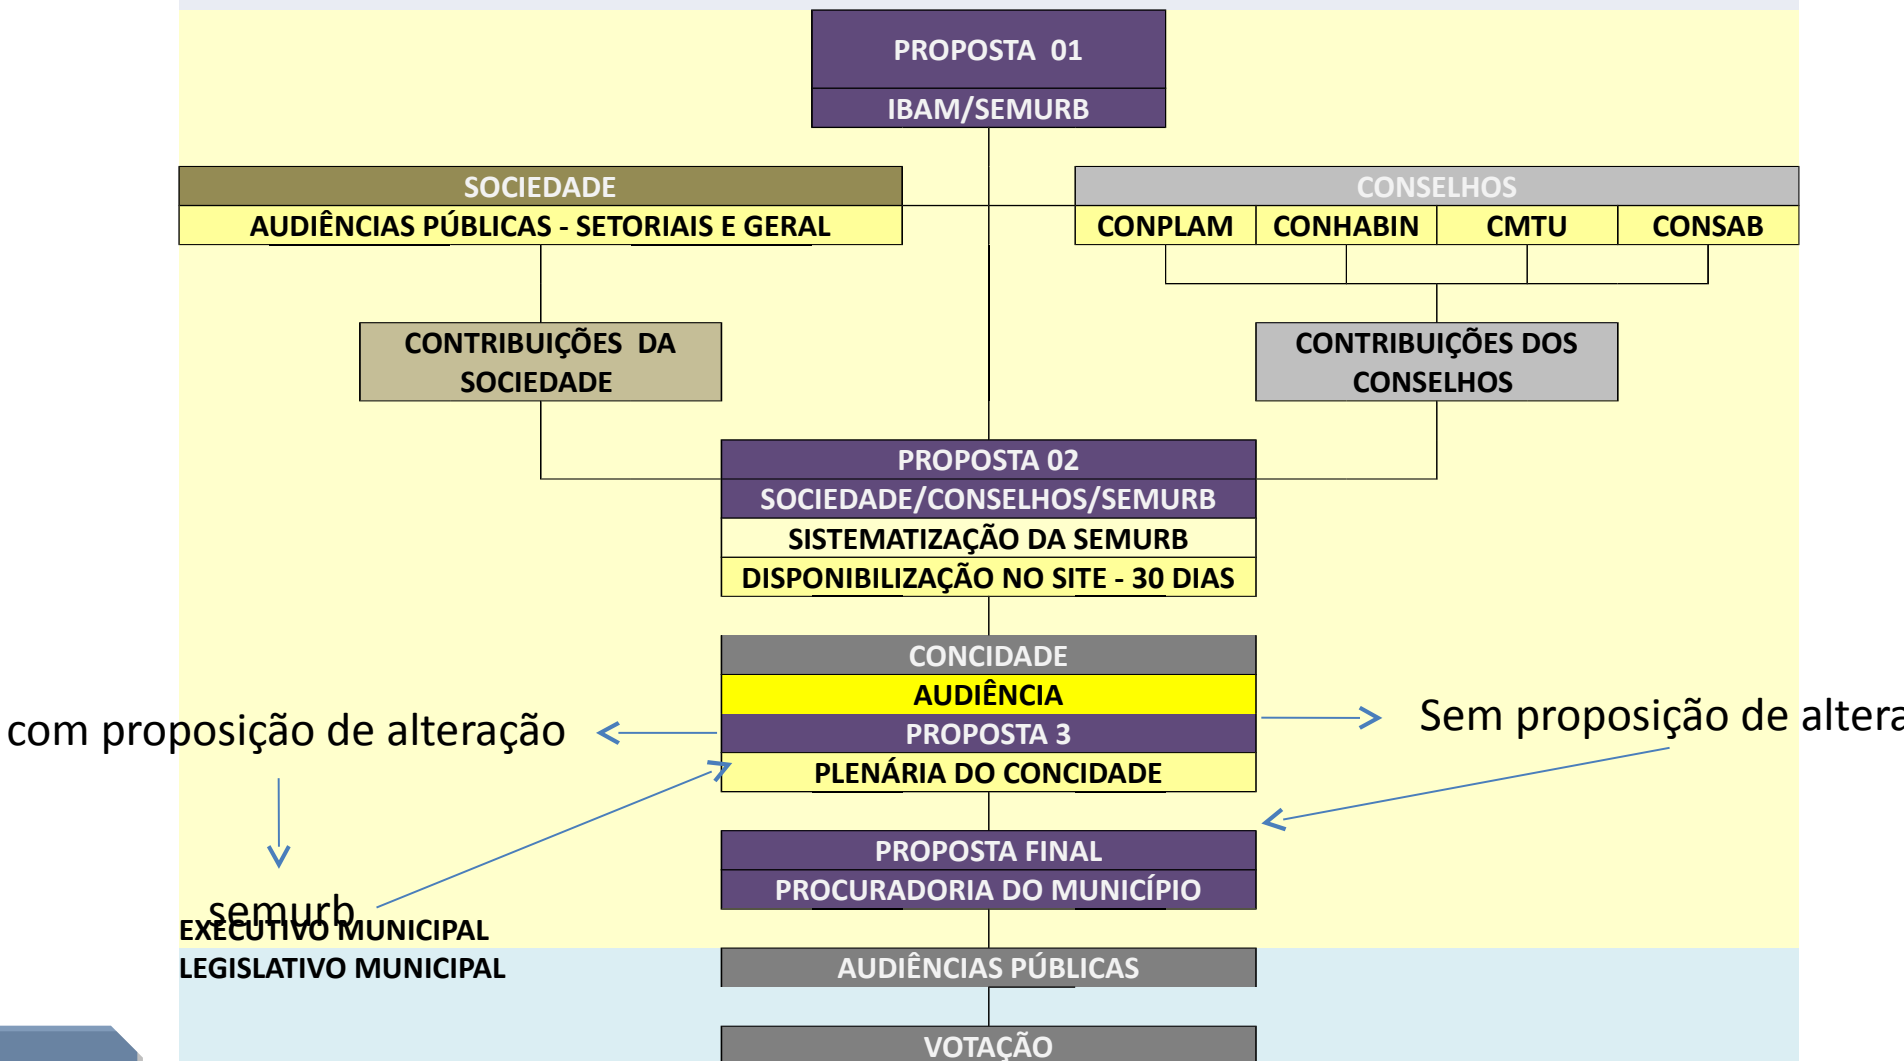 PROPOSTA 01
IBAM/SEMURB
SOCIEDADE
CONSELHOS
AUDIÊNCIAS PÚBLICAS - SETORIAIS E GERAL
CONPLAM
CONHABIN
CMTU
CONSAB
CONTRIBUIÇÕES DA
SOCIEDADE
CONTRIBUIÇÕES DOS
CONSELHOS
PROPOSTA 02
SOCIEDADE/CONSELHOS/SEMURB
SISTEMATIZAÇÃO DA SEMURB
DISPONIBILIZAÇÃO NO SITE - 30 DIAS
CONCIDADE
AUDIÊNCIA
com proposição de alteração
PROPOSTA 3
Sem proposição de altera
PLENÁRIA DO CONCIDADE
PROPOSTA FINAL
PROCURADORIA DO MUNICÍPIO
semurb
EXECUTIVO MUNICIPAL
LEGISLATIVO MUNICIPAL
AUDIÊNCIAS PÚBLICAS
VOTAÇÃO